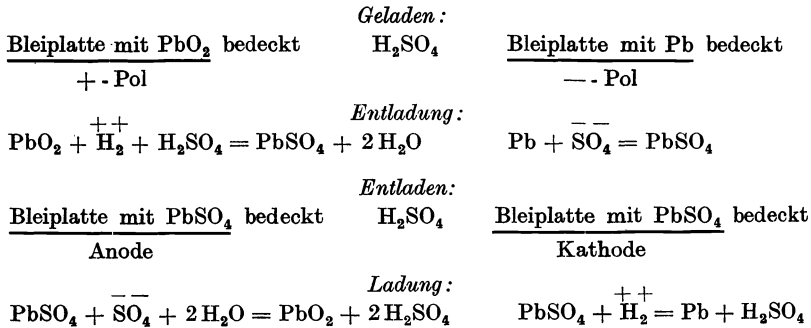 Geladen:
Bleiplatte mit PbO₂ bedeckt H₂SO₄ Bleiplatte mit Pb bedeckt
+ - Pol — - Pol
Entladung:
PbO₂ + H₂⁺⁺ + H₂SO₄ = PbSO₄ + 2 H₂O Pb + SO₄⁻⁻ = PbSO₄
Entladen:
Bleiplatte mit PbSO₄ bedeckt H₂SO₄ Bleiplatte mit PbSO₄ bedeckt
Anode Kathode
Ladung:
PbSO₄ + SO₄⁻⁻ + 2 H₂O = PbO₂ + 2 H₂SO₄ PbSO₄ + H₂⁺⁺ = Pb + H₂SO₄